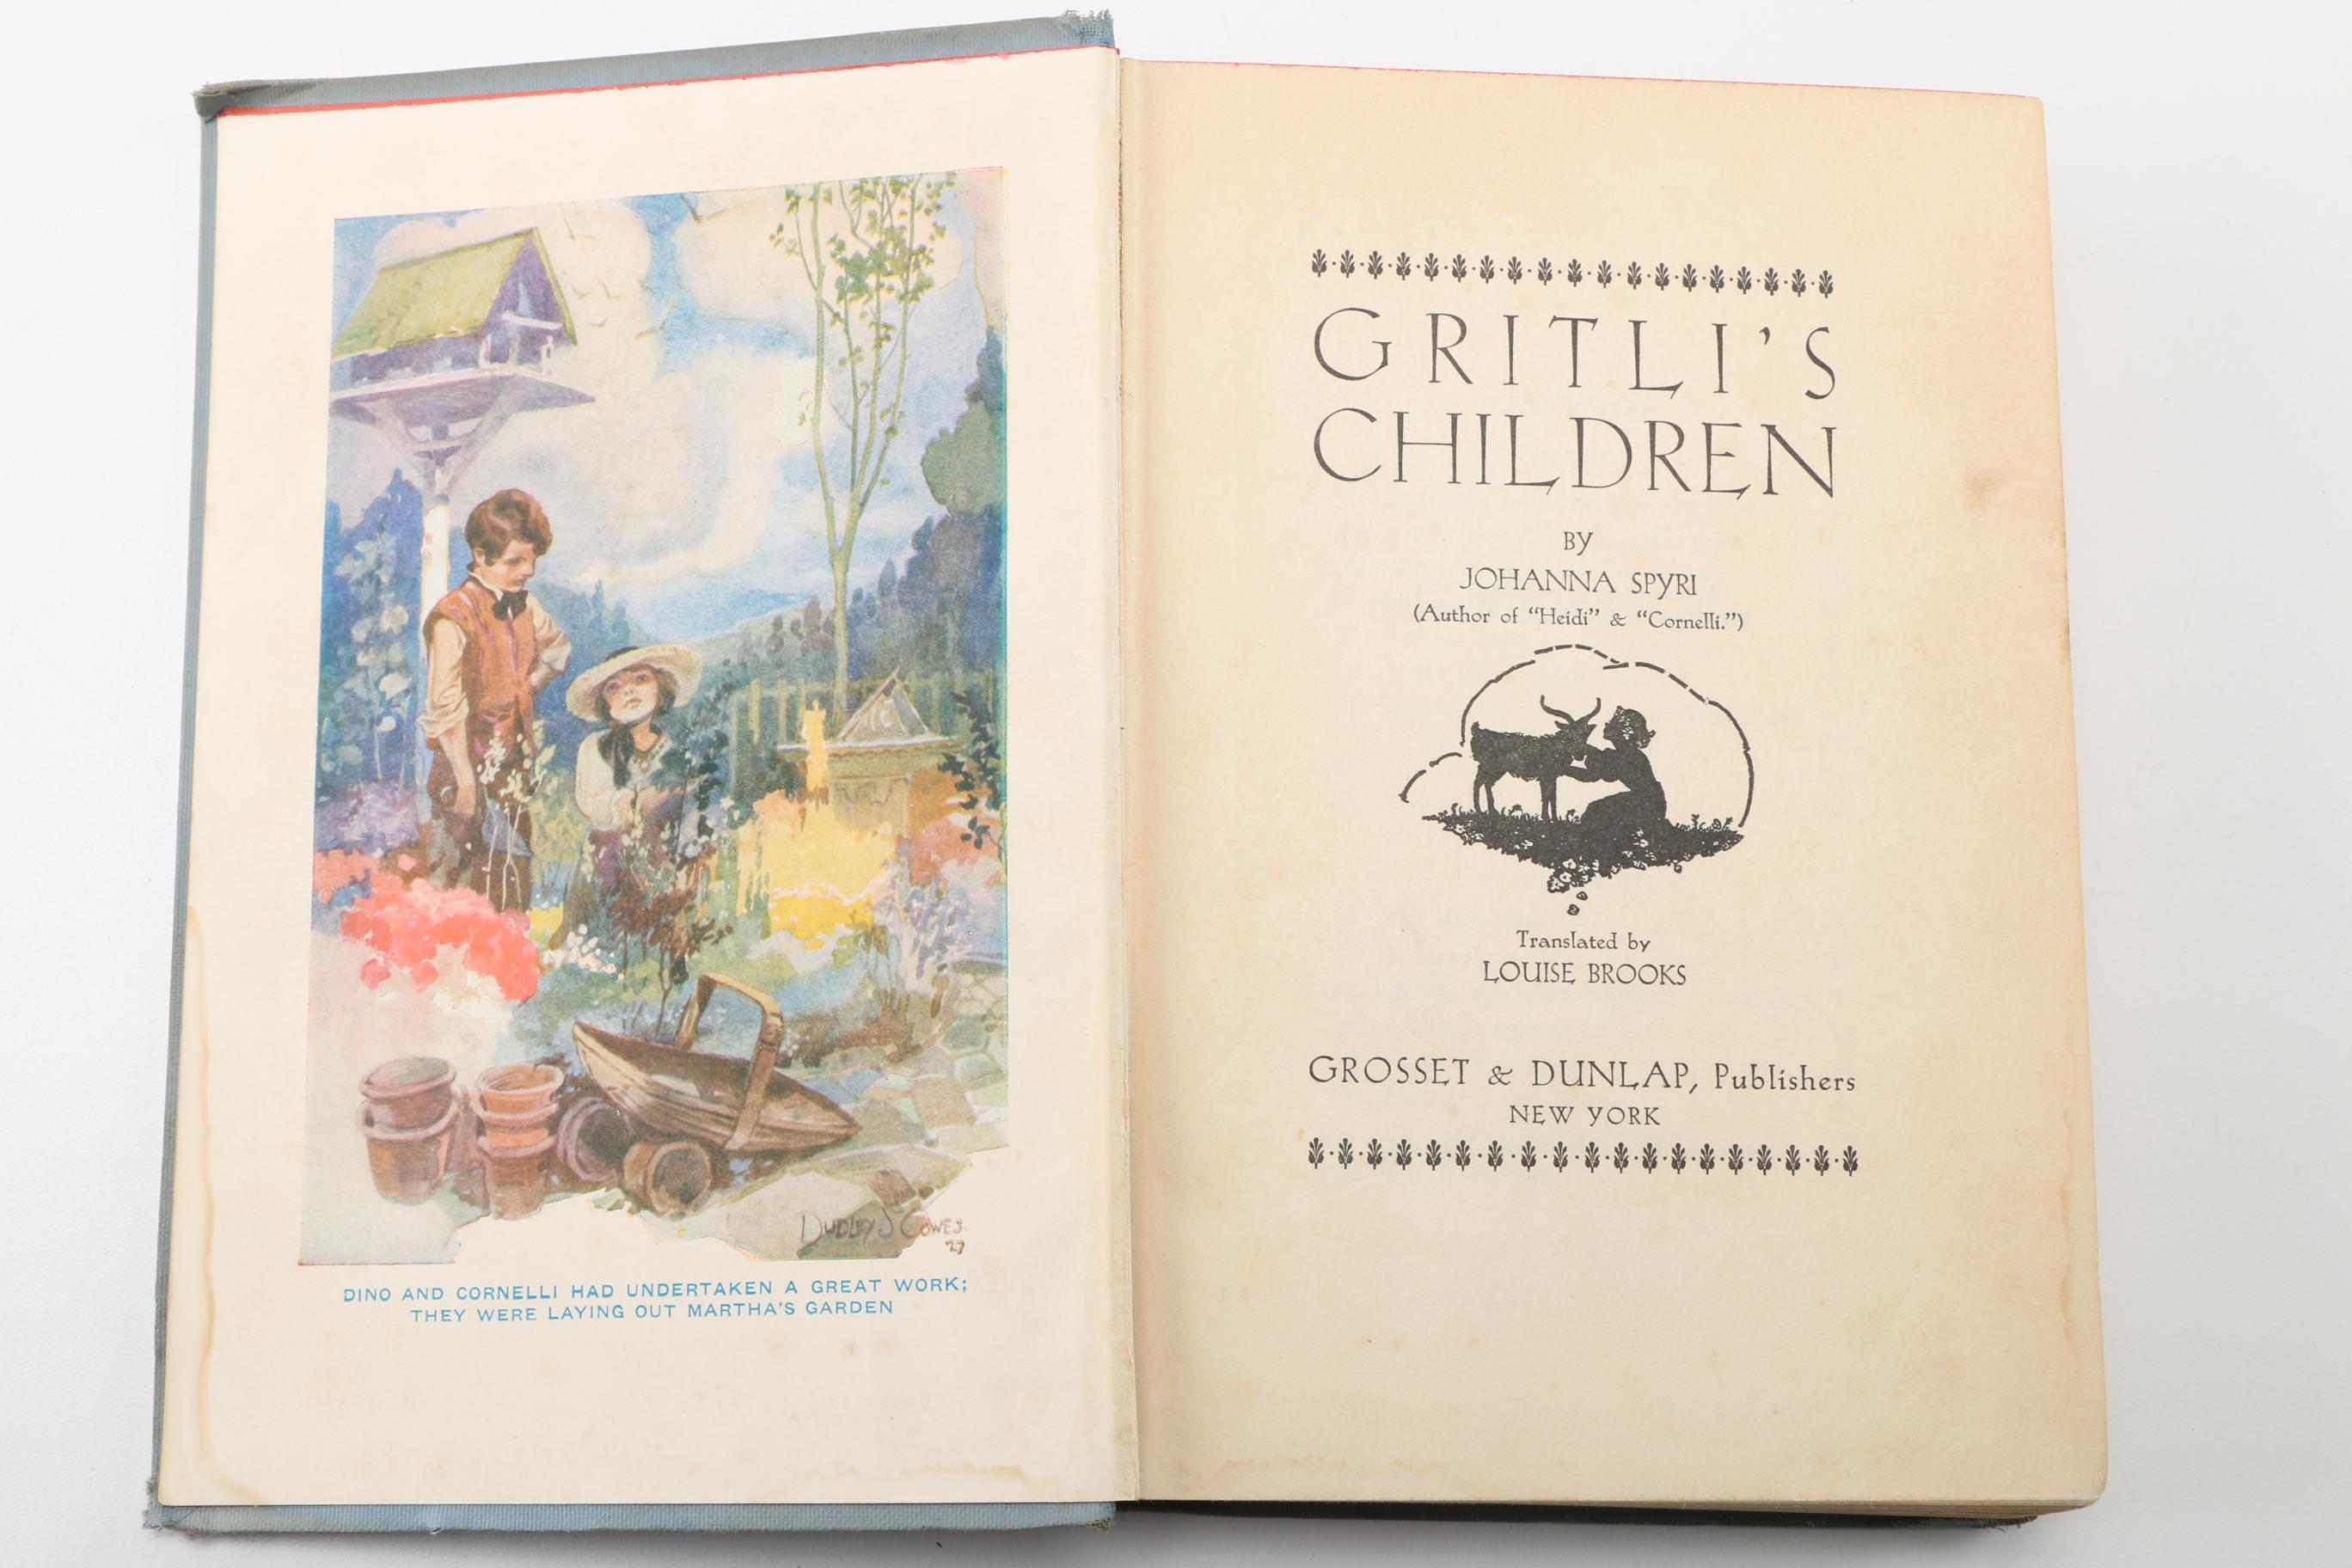 DUDLEY J COWES
27
DINO AND CORNELLI HAD UNDERTAKEN A GREAT WORK;
THEY WERE LAYING OUT MARTHA'S GARDEN
GRITLI'S
CHILDREN
BY
JOHANNA SPYRI
(Author of "Heidi" & "Cornelli.")
Translated by
LOUISE BROOKS
GROSSET & DUNLAP, Publishers
NEW YORK